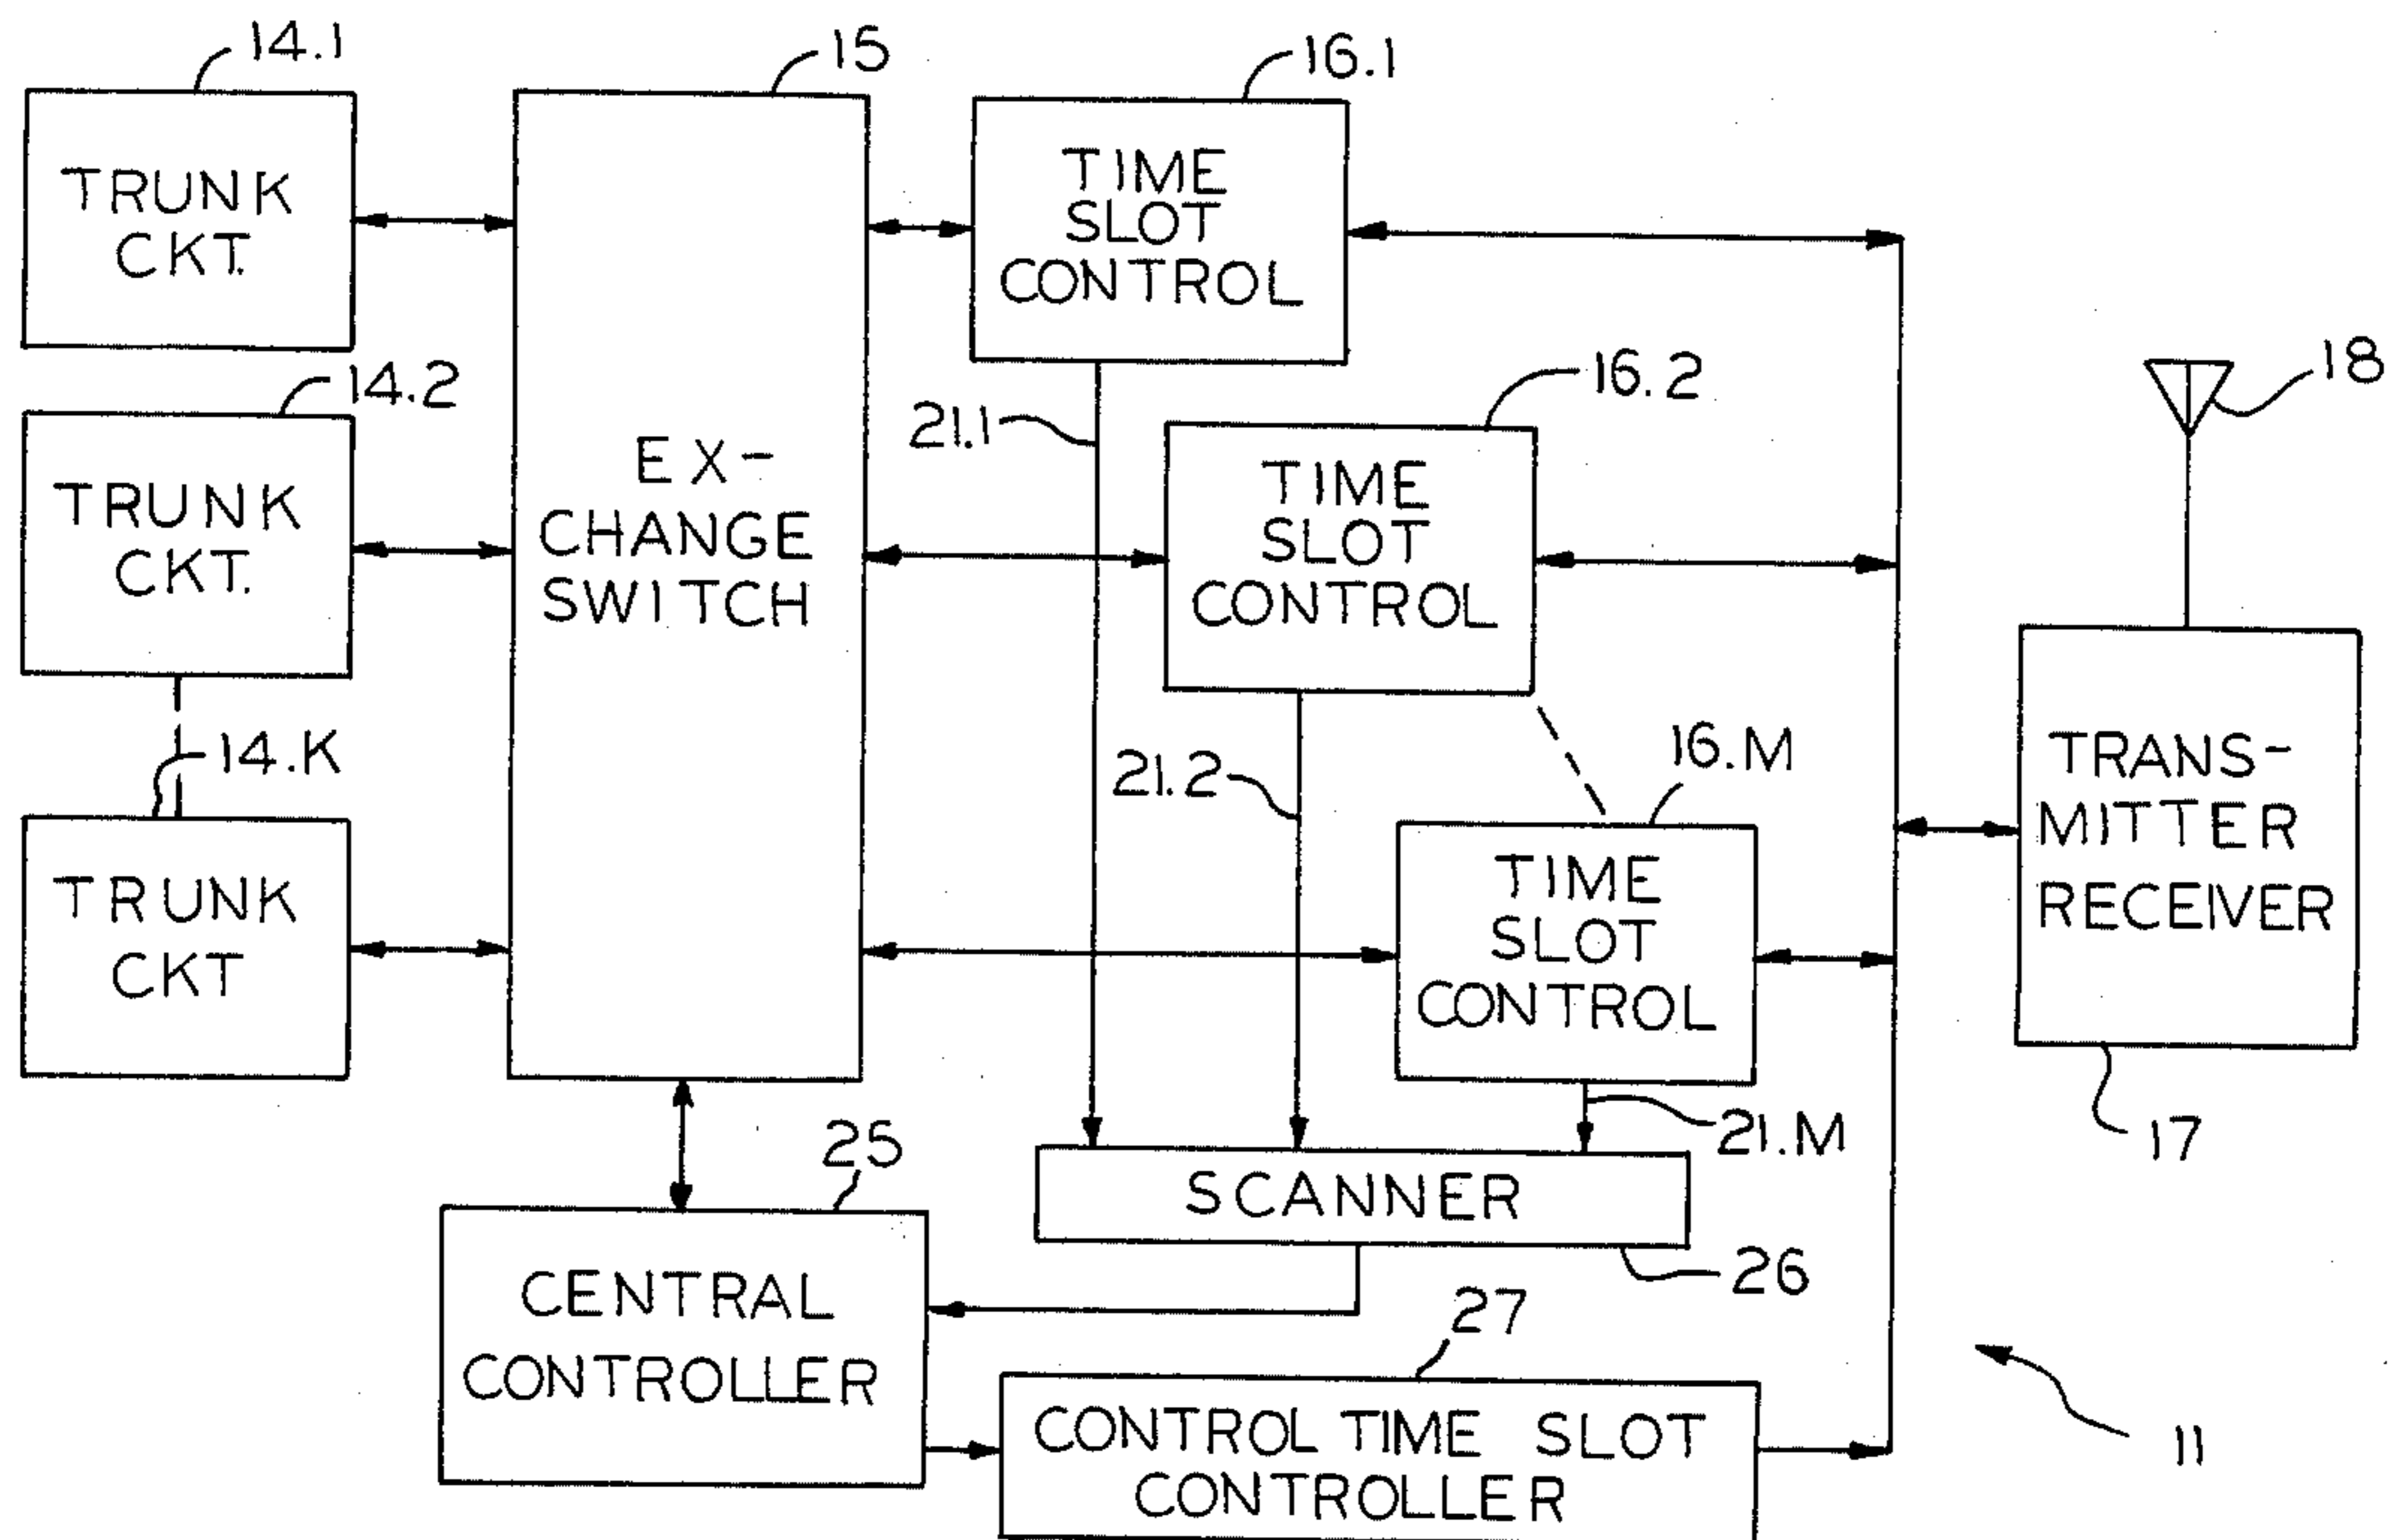 14.1
15
16.1
TRUNK
CKT.
TIME
SLOT
CONTROL
14.2
16.2
18
21.1
TRUNK
CKT.
EX-
CHANGE
SWITCH
TIME
SLOT
CONTROL
14.K
21.2
16.M
TRANS-
MITTER
RECEIVER
TRUNK
CKT
TIME
SLOT
CONTROL
25
21.M
17
SCANNER
26
CENTRAL
CONTROLLER
27
CONTROL TIME SLOT
CONTROLLER
11